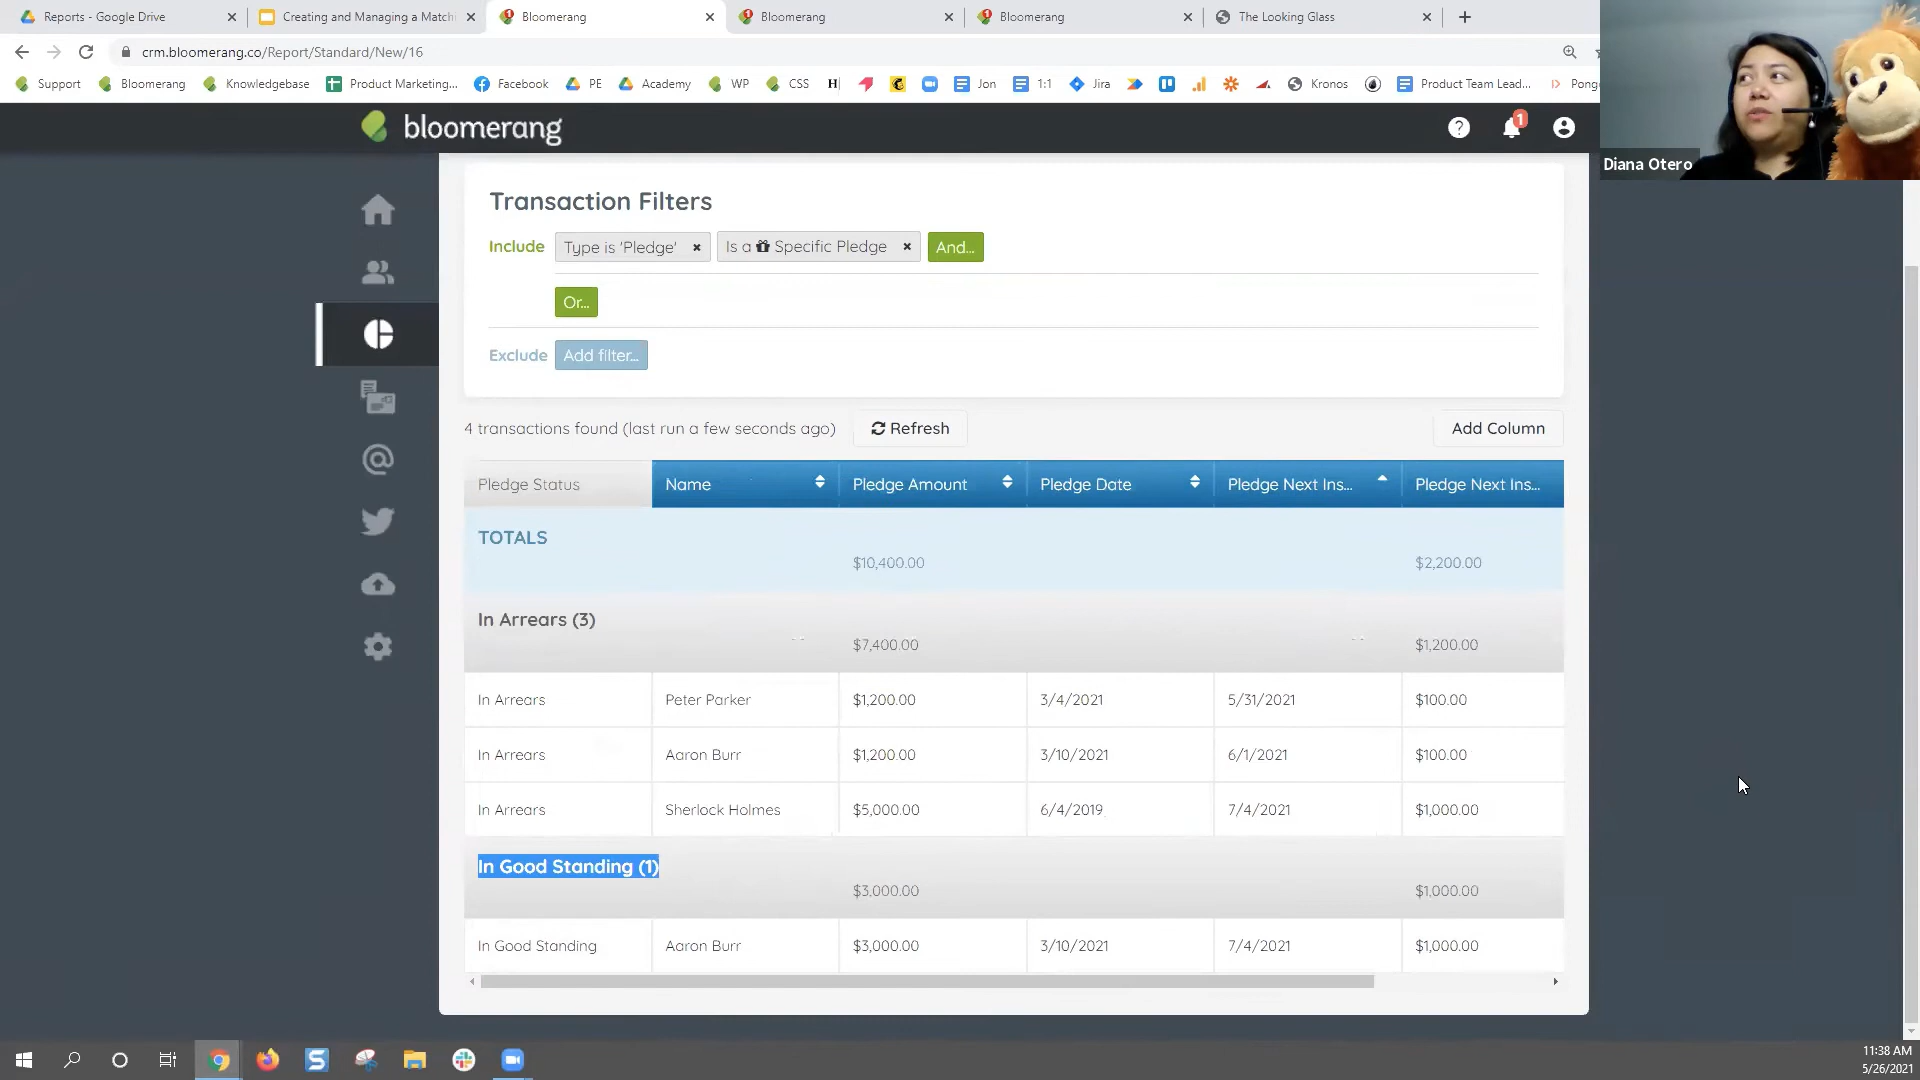 Reports - Google Drive
Creating and Managing a Matchi
Bloomerang
Bloomerang
Bloomerang
The Looking Glass
crm.bloomerang.co/Report/Standard/New/16
Support
Bloomerang
Knowledgebase
Product Marketing...
Facebook
PE
Academy
WP
CSS
H
Jon
1:1
Jira
Kronos
Product Team Lead...
Pong
bloomerang
1
Diana Otero
Transaction Filters
Include Type is 'Pledge' × Is a Specific Pledge × And...
Or...
Exclude Add filter...
4 transactions found (last run a few seconds ago) Refresh Add Column
Pledge Status Name Pledge Amount Pledge Date Pledge Next Ins... Pledge Next Ins...
TOTALS
$10,400.00 $2,200.00
In Arrears (3)
$7,400.00 $1,200.00
In Arrears Peter Parker $1,200.00 3/4/2021 5/31/2021 $100.00
In Arrears Aaron Burr $1,200.00 3/10/2021 6/1/2021 $100.00
In Arrears Sherlock Holmes $5,000.00 6/4/2019 7/4/2021 $1,000.00
In Good Standing (1)
$3,000.00 $1,000.00
In Good Standing Aaron Burr $3,000.00 3/10/2021 7/4/2021 $1,000.00
11:38 AM
5/26/2021